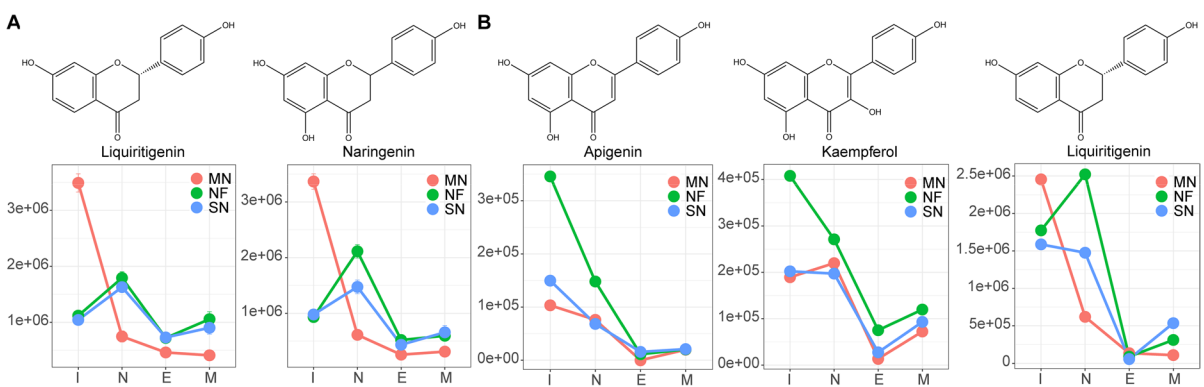 A
B
OH
HO
O
O
Liquiritigenin
OH
HO
O
OH
O
Naringenin
OH
HO
O
OH
O
Apigenin
OH
HO
O
OH
OH
O
Kaempferol
OH
HO
O
O
Liquiritigenin
3e+06
2e+06
1e+06
MN
NF
SN
I N E M
3e+06
2e+06
1e+06
MN
NF
SN
I N E M
3e+05
2e+05
1e+05
0e+00
MN
NF
SN
I N E M
4e+05
3e+05
2e+05
1e+05
0e+00
MN
NF
SN
I N E M
2.5e+06
2e+06
1.5e+06
1e+06
5e+05
0
MN
NF
SN
I N E M